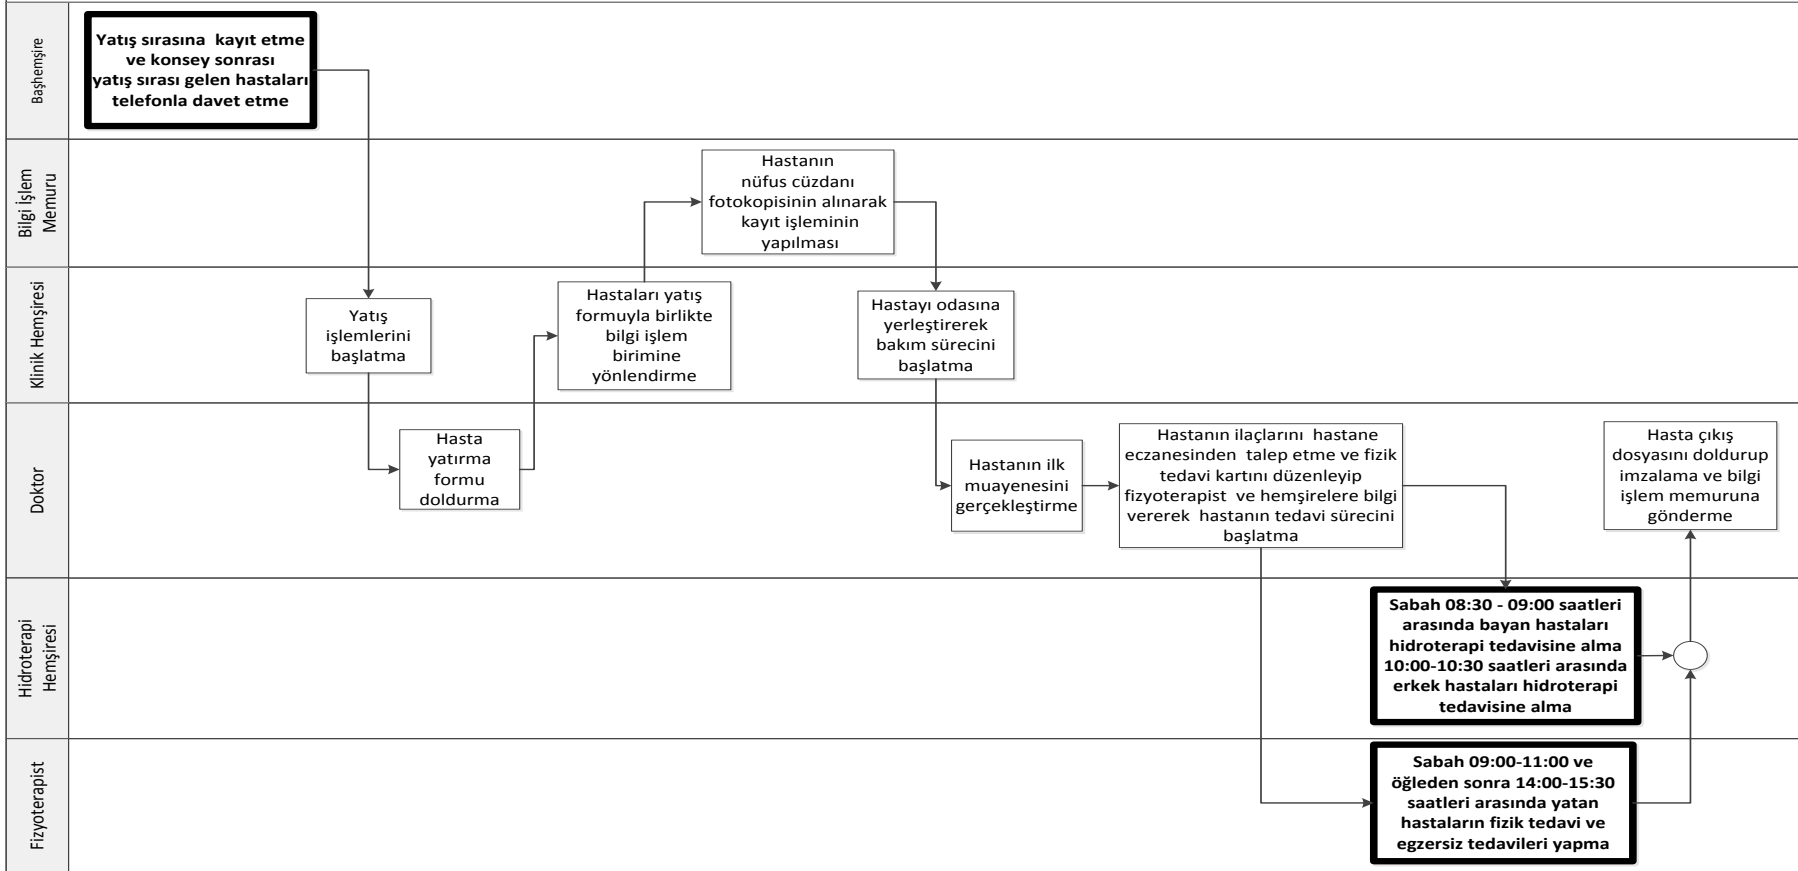 Başhemşire
Yatış sırasına kayıt etme
ve konsey sonrası
yatış sırası gelen hastaları
telefonla davet etme
Bilgi İşlem
Memuru
Hastanın
nüfus cüzdanı
fotokopisinin alınarak
kayıt işleminin
yapılması
Klinik Hemşiresi
Yatış
işlemlerini
başlatma
Hastaları yatış
formuyla birlikte
bilgi işlem
birimine
yönlendirme
Hastayı odasına
yerleştirerek
bakım sürecini
başlatma
Doktor
Hasta
yatırma
formu
doldurma
Hastanın ilk
muayenesini
gerçekleştirme
Hastanın ilaçlarını hastane
eczanesinden talep etme ve fizik
tedavi kartını düzenleyip
fizyoterapist ve hemşirelere bilgi
vererek hastanın tedavi sürecini
başlatma
Hasta çıkış
dosyasını doldurup
imzalama ve bilgi
işlem memuruna
gönderme
Hidroterapi
Hemşiresi
Sabah 08:30 - 09:00 saatleri
arasında bayan hastaları
hidroterapi tedavisine alma
10:00-10:30 saatleri arasında
erkek hastaları hidroterapi
tedavisine alma
Fizyoterapist
Sabah 09:00-11:00 ve
öğleden sonra 14:00-15:30
saatleri arasında yatan
hastaların fizik tedavi ve
egzersiz tedavileri yapma